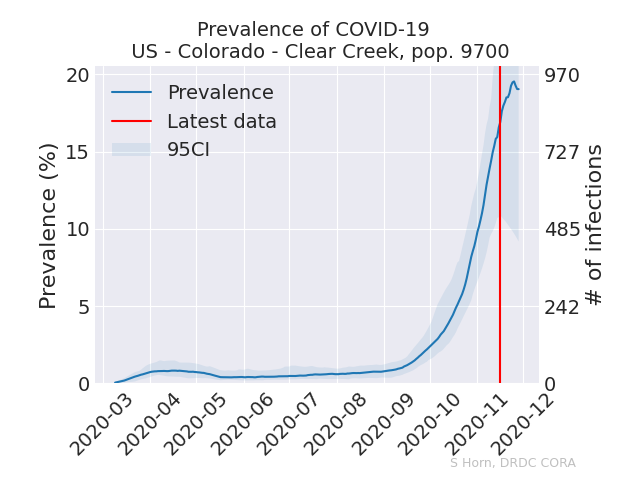 Prevalence of COVID-19
US - Colorado - Clear Creek, pop. 9700
Prevalence
Latest data
95CI
Prevalence (%)
20
15
10
5
0
970
727
485
242
0
# of infections
2020-03
2020-04
2020-05
2020-06
2020-07
2020-08
2020-09
2020-10
2020-11
2020-12
S Horn, DRDC CORA